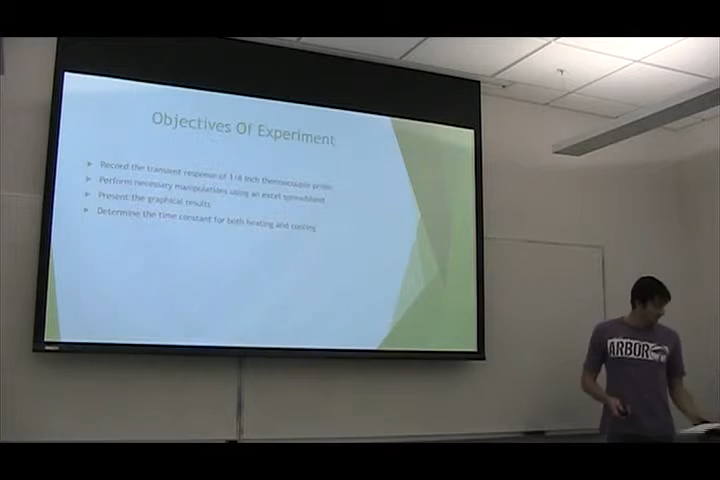 Objectives Of Experiment
Record the transient response of 1/8 inch thermocouple probe
Perform necessary manipulations using an excel spreadsheet
Present the graphical results
Determine the time constant for both heating and cooling
ARBOR